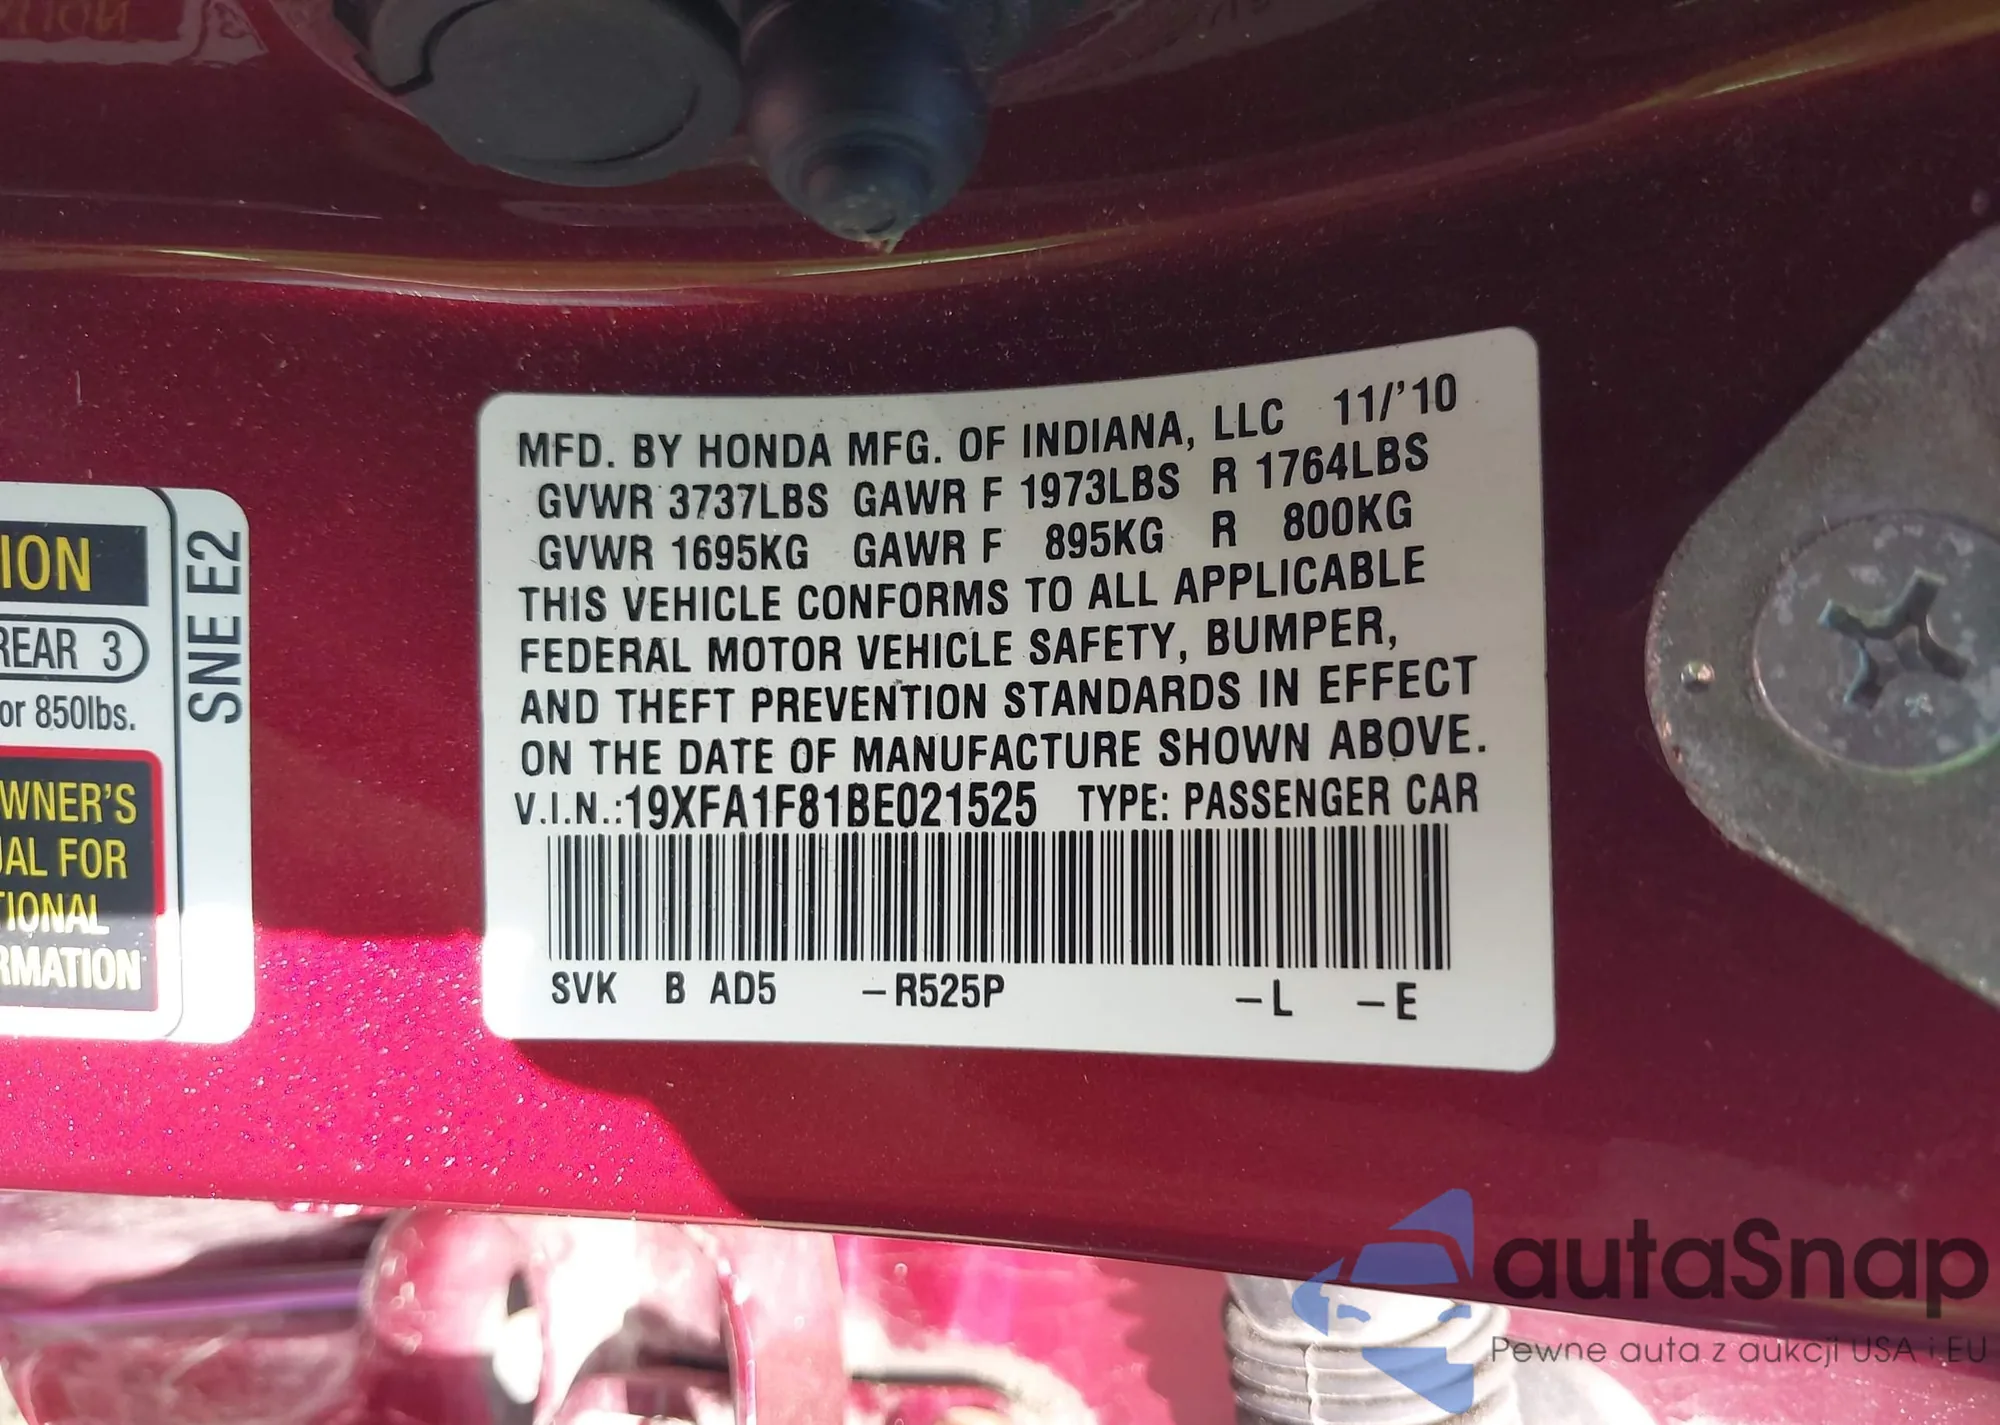 ION
REAR 3
or 850lbs.
WNER'S
UAL FOR
TIONAL
RMATION
SNE E2
MFD. BY HONDA MFG. OF INDIANA, LLC 11/'10
GVWR 3737LBS GAWR F 1973LBS R 1764LBS
GVWR 1695KG GAWR F 895KG R 800KG
THIS VEHICLE CONFORMS TO ALL APPLICABLE
FEDERAL MOTOR VEHICLE SAFETY, BUMPER,
AND THEFT PREVENTION STANDARDS IN EFFECT
ON THE DATE OF MANUFACTURE SHOWN ABOVE.
V.I.N.:19XFA1F81BE021525 TYPE: PASSENGER CAR
SVK B AD5 –R525P –L –E
autaSnap
Pewne auta z aukcji USA i EU